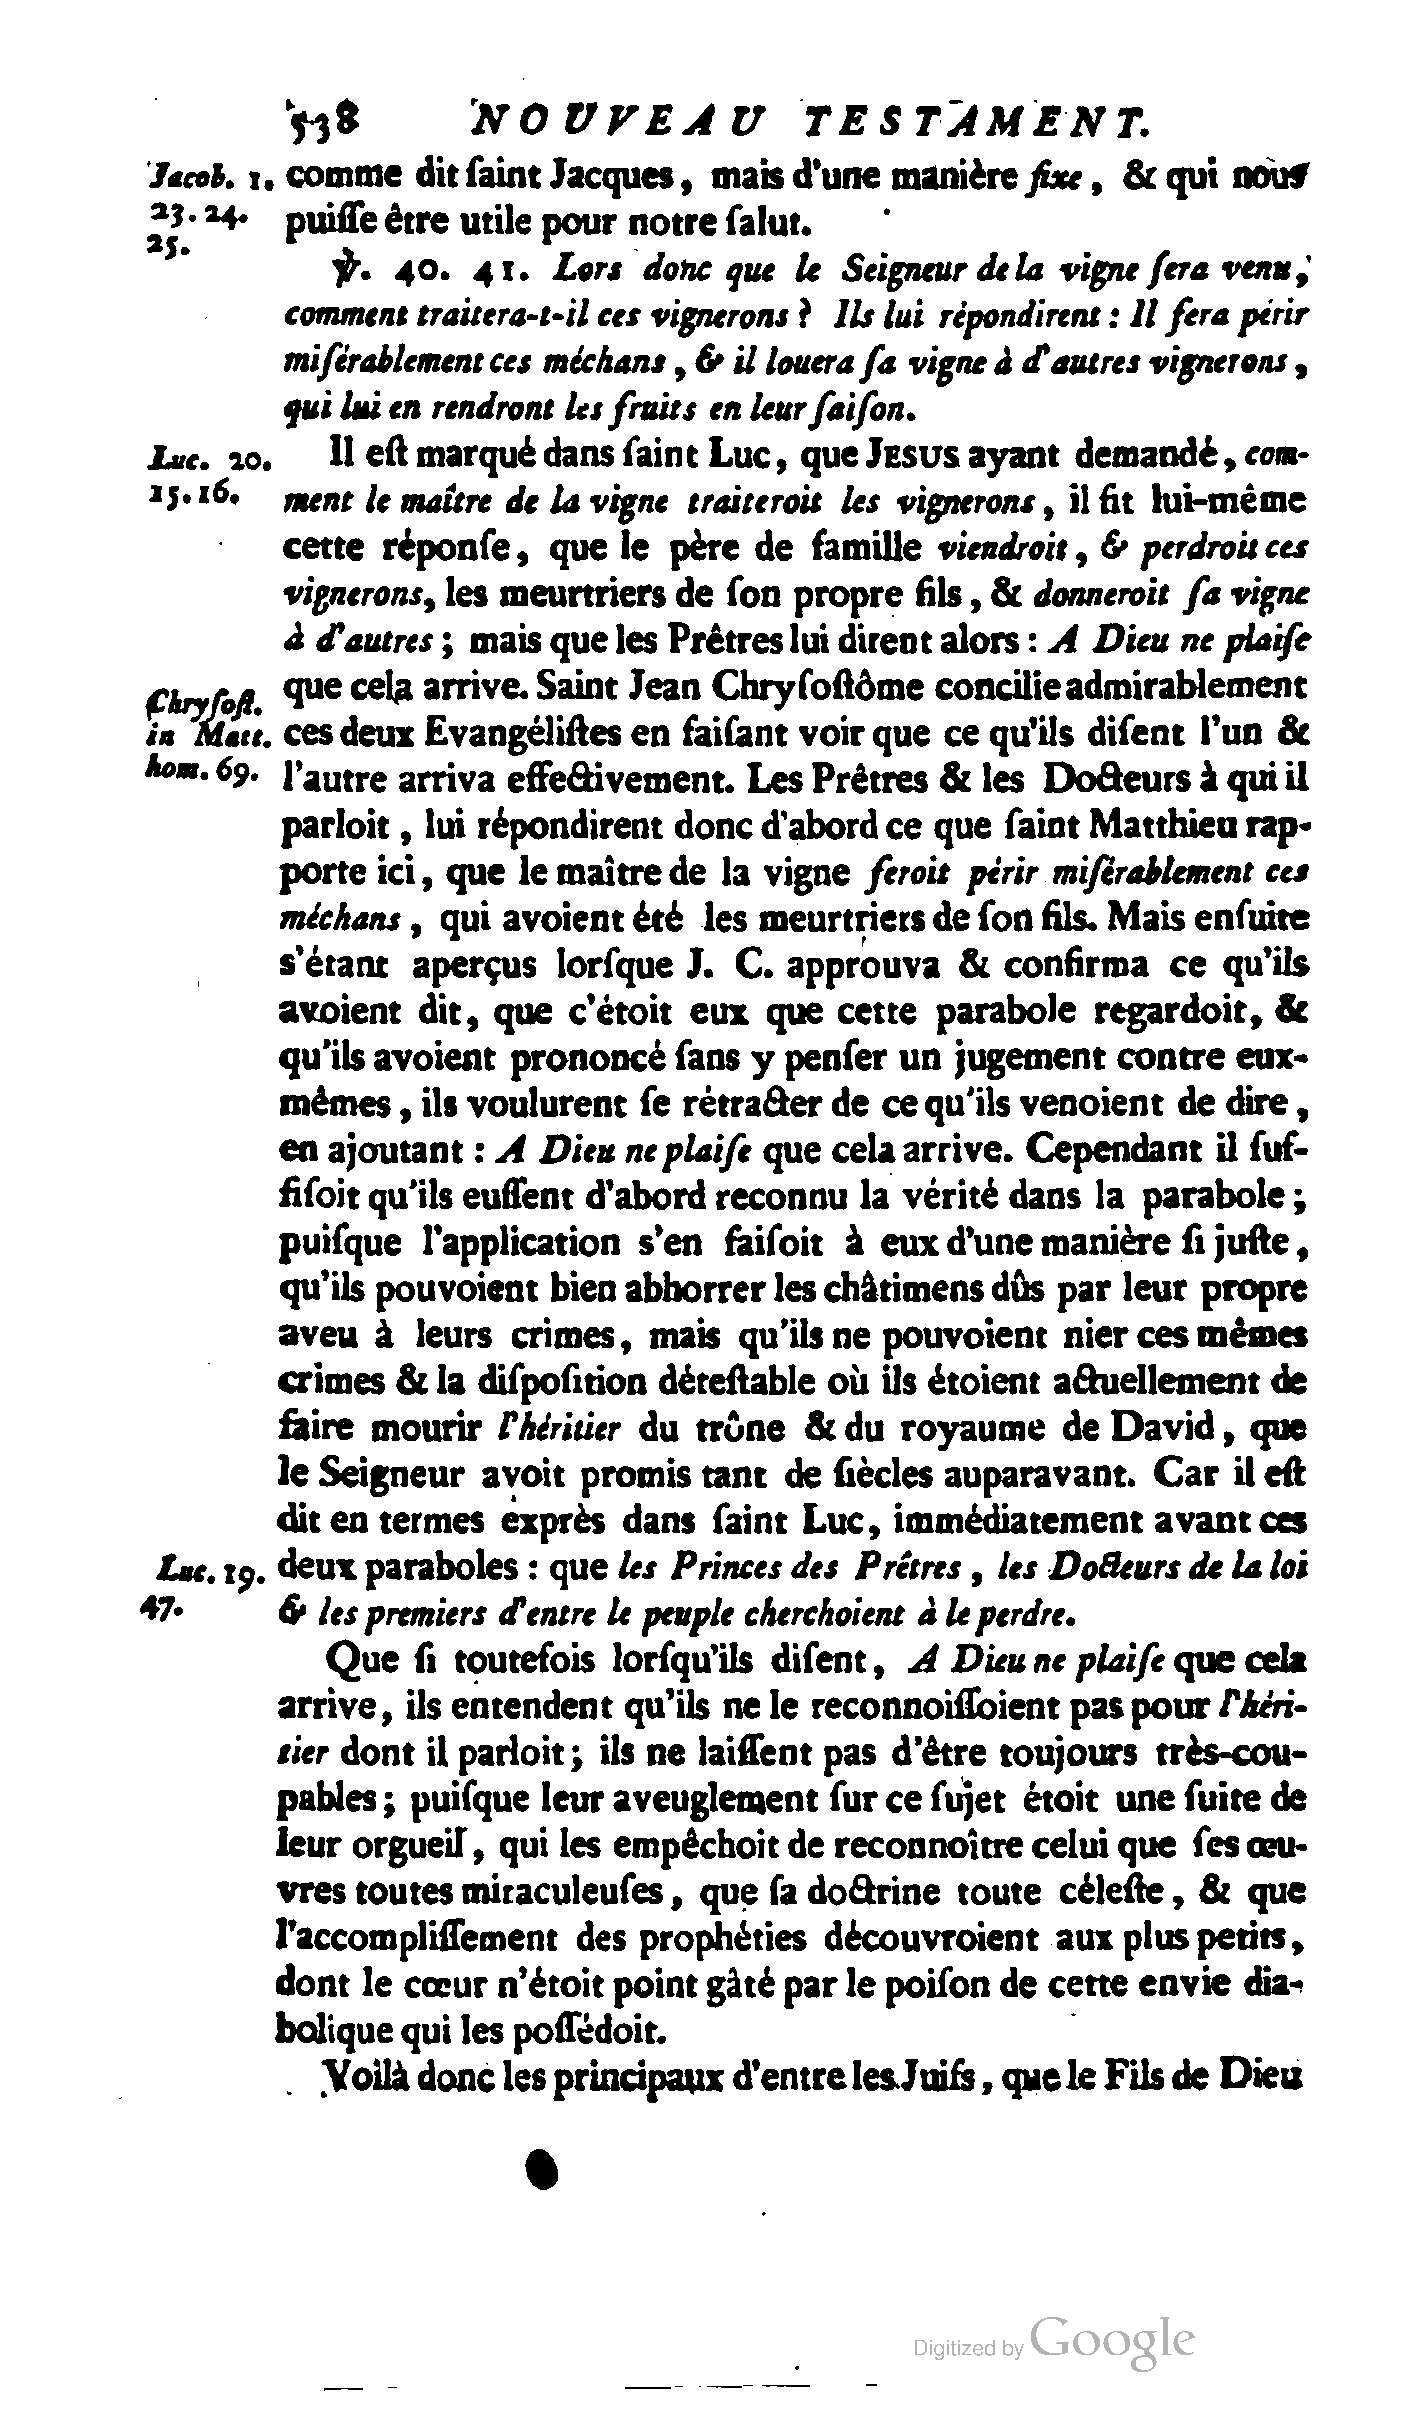 538 NOUVEAU TESTAMENT.
Jacob. 1. comme dit ſaint Jacques, mais d'une manière fixe, & qui nous
23. 24. puiſſe être utile pour notre ſalut.
25.
℣. 40. 41. Lors donc que le Seigneur de la vigne ſera venu,
comment traitera-t-il ces vignerons ? Ils lui répondirent : Il fera périr
miſérablement ces méchans, & il louera ſa vigne à d'autres vignerons,
qui lui en rendront les fruits en leur ſaiſon.
Luc. 20. Il eſt marqué dans ſaint Luc, que JESUS ayant demandé, com-
15. 16. ment le maître de la vigne traiteroit les vignerons, il fit lui-même
cette réponſe, que le père de famille viendroit, & perdroit ces
vignerons, les meurtriers de ſon propre fils, & donneroit ſa vigne
à d'autres ; mais que les Prêtres lui dirent alors : A Dieu ne plaiſe
Chryſoſt. que cela arrive. Saint Jean Chryſoſtôme concilie admirablement
in Matt. ces deux Evangéliſtes en faiſant voir que ce qu'ils diſent l'un &
hom. 69. l'autre arriva effectivement. Les Prêtres & les Docteurs à qui il
parloit, lui répondirent donc d'abord ce que ſaint Matthieu rap-
porte ici, que le maître de la vigne feroit périr miſérablement ces
méchans, qui avoient été les meurtriers de ſon fils. Mais enſuite
s'étant aperçus lorſque J. C. approuva & confirma ce qu'ils
avoient dit, que c'étoit eux que cette parabole regardoit, &
qu'ils avoient prononcé ſans y penſer un jugement contre eux-
mêmes, ils voulurent ſe rétracter de ce qu'ils venoient de dire,
en ajoutant : A Dieu ne plaiſe que cela arrive. Cependant il ſuf-
fiſoit qu'ils euſſent d'abord reconnu la vérité dans la parabole ;
puiſque l'application s'en faiſoit à eux d'une manière ſi juſte,
qu'ils pouvoient bien abhorrer les châtimens dûs par leur propre
aveu à leurs crimes, mais qu'ils ne pouvoient nier ces mêmes
crimes & la diſpoſition déteſtable où ils étoient actuellement de
faire mourir l'héritier du trône & du royaume de David, que
le Seigneur avoit promis tant de ſiècles auparavant. Car il eſt
dit en termes exprès dans ſaint Luc, immédiatement avant ces
Luc. 19. deux paraboles : que les Princes des Prêtres, les Docteurs de la loi
47. & les premiers d'entre le peuple cherchoient à le perdre.
Que ſi toutefois lorſqu'ils diſent, A Dieu ne plaiſe que cela
arrive, ils entendent qu'ils ne le reconnoiſſoient pas pour l'héri-
tier dont il parloit ; ils ne laiſſent pas d'être toujours très-cou-
pables ; puiſque leur aveuglement ſur ce ſujet étoit une ſuite de
leur orgueil, qui les empêchoit de reconnoître celui que ſes œu-
vres toutes miraculeuſes, que ſa doctrine toute céleſte, & que
l'accompliſſement des prophéties découvroient aux plus petits,
dont le cœur n'étoit point gâté par le poiſon de cette envie dia-
bolique qui les poſſédoit.
Voilà donc les principaux d'entre les Juifs, que le Fils de Dieu
Digitized by Google